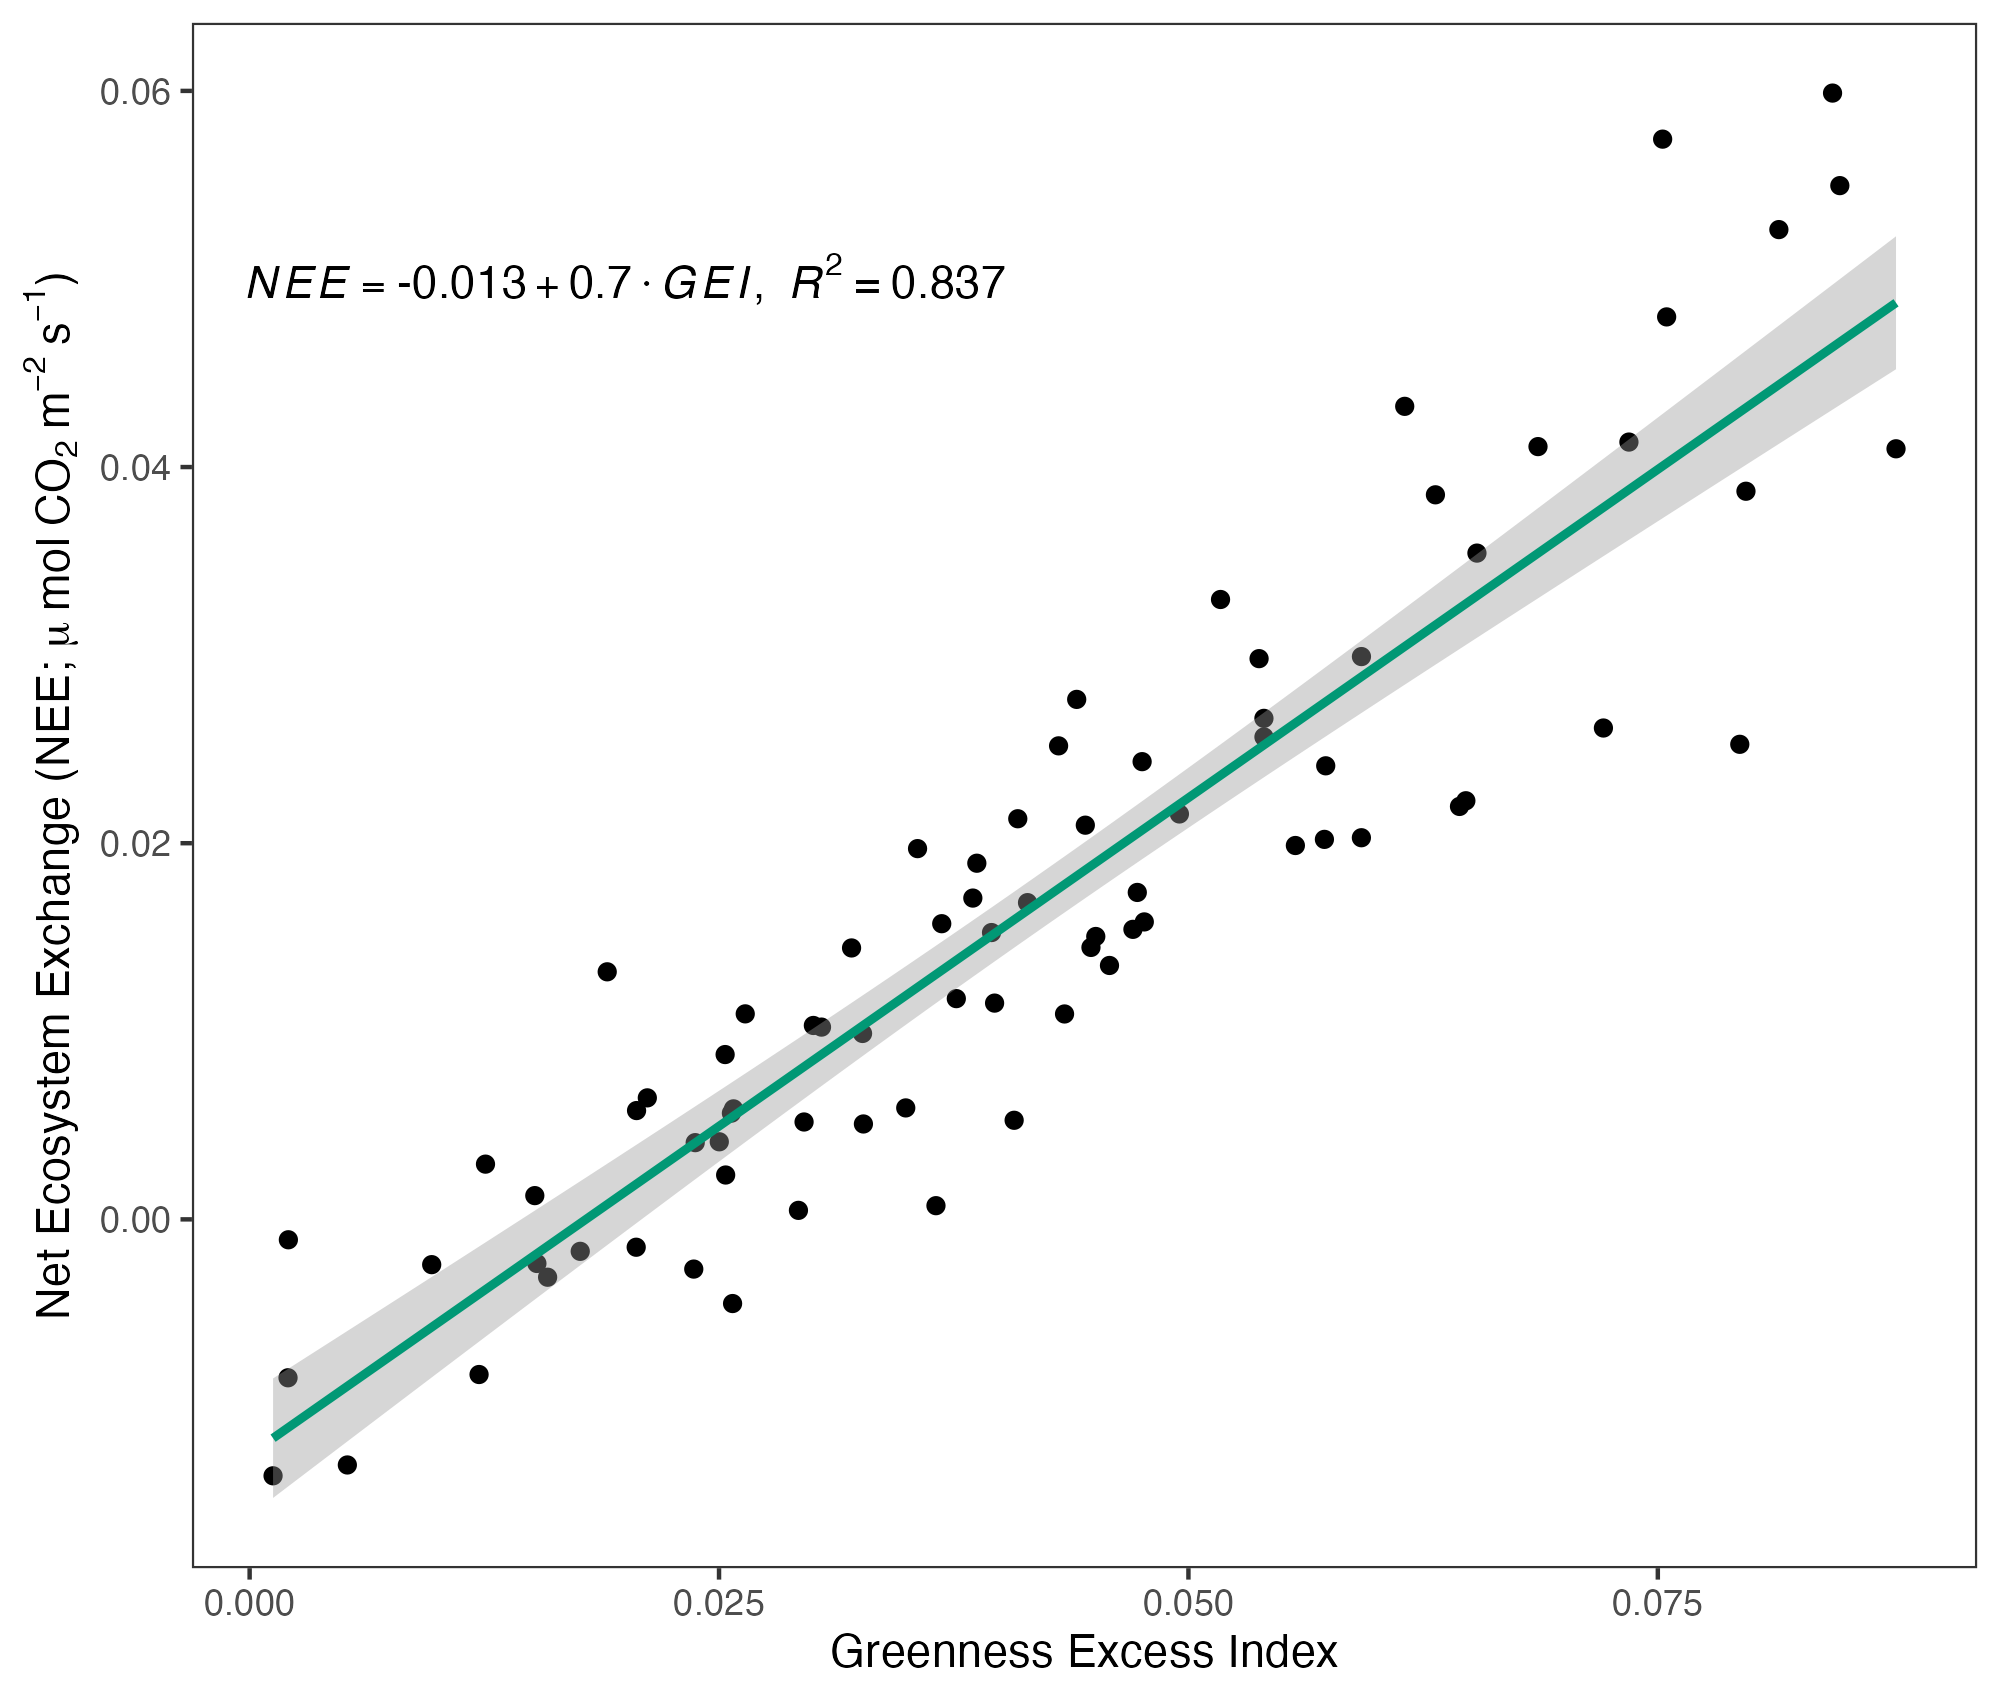 0.06
NEE = -0.013 + 0.7 · GEI, R² = 0.837
0.04
0.02
0.00
Net Ecosystem Exchange (NEE; μ mol CO₂ m⁻² s⁻¹)
0.000 0.025 0.050 0.075
Greenness Excess Index